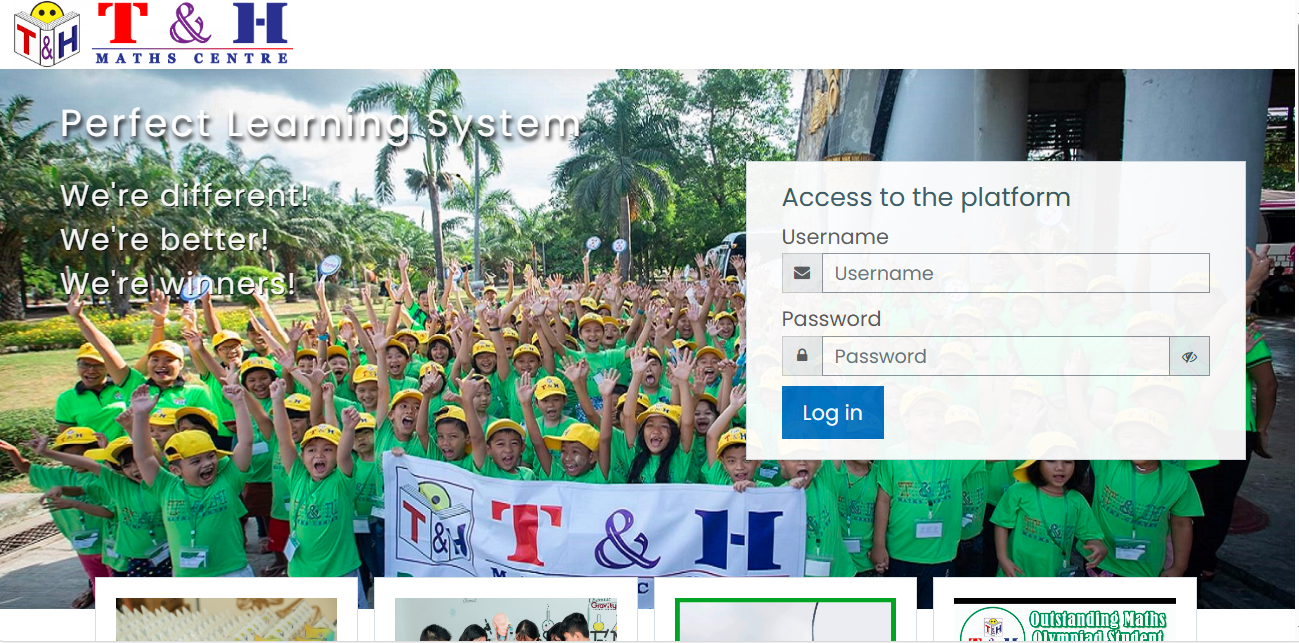 T & H
T & H
MATHS CENTRE
Perfect Learning System
We're different!
We're better!
We're winners!
Access to the platform
Username
Username
Password
Password
Log in
T & H
T & H
Gravity
T & H
Outstanding Maths
Olympiad Student